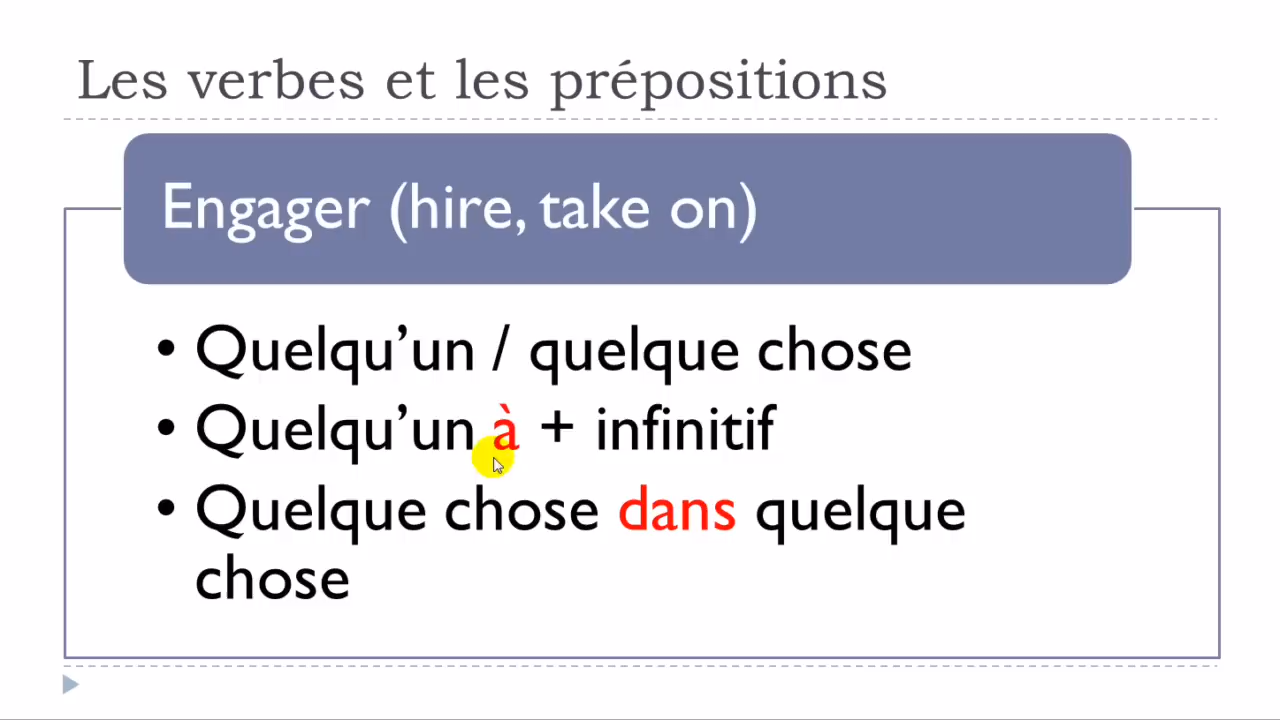 Les verbes et les prépositions
Engager (hire, take on)
• Quelqu’un / quelque chose
• Quelqu’un à + infinitif
• Quelque chose dans quelque
chose